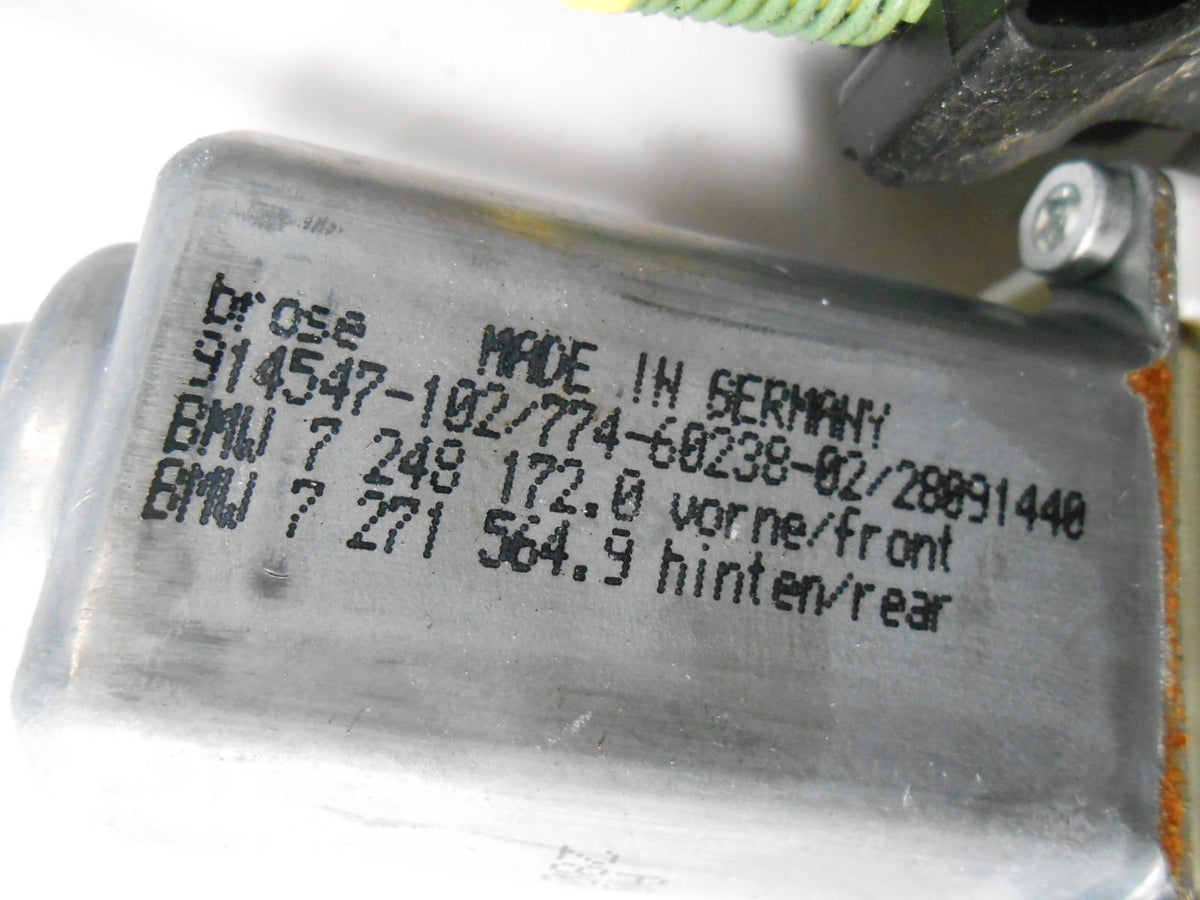 brose MADE IN GERMANY
914547-102/774-60238-02/28091440
BMW 7 248 172.0 vorne/front
BMW 7 271 564.9 hinten/rear